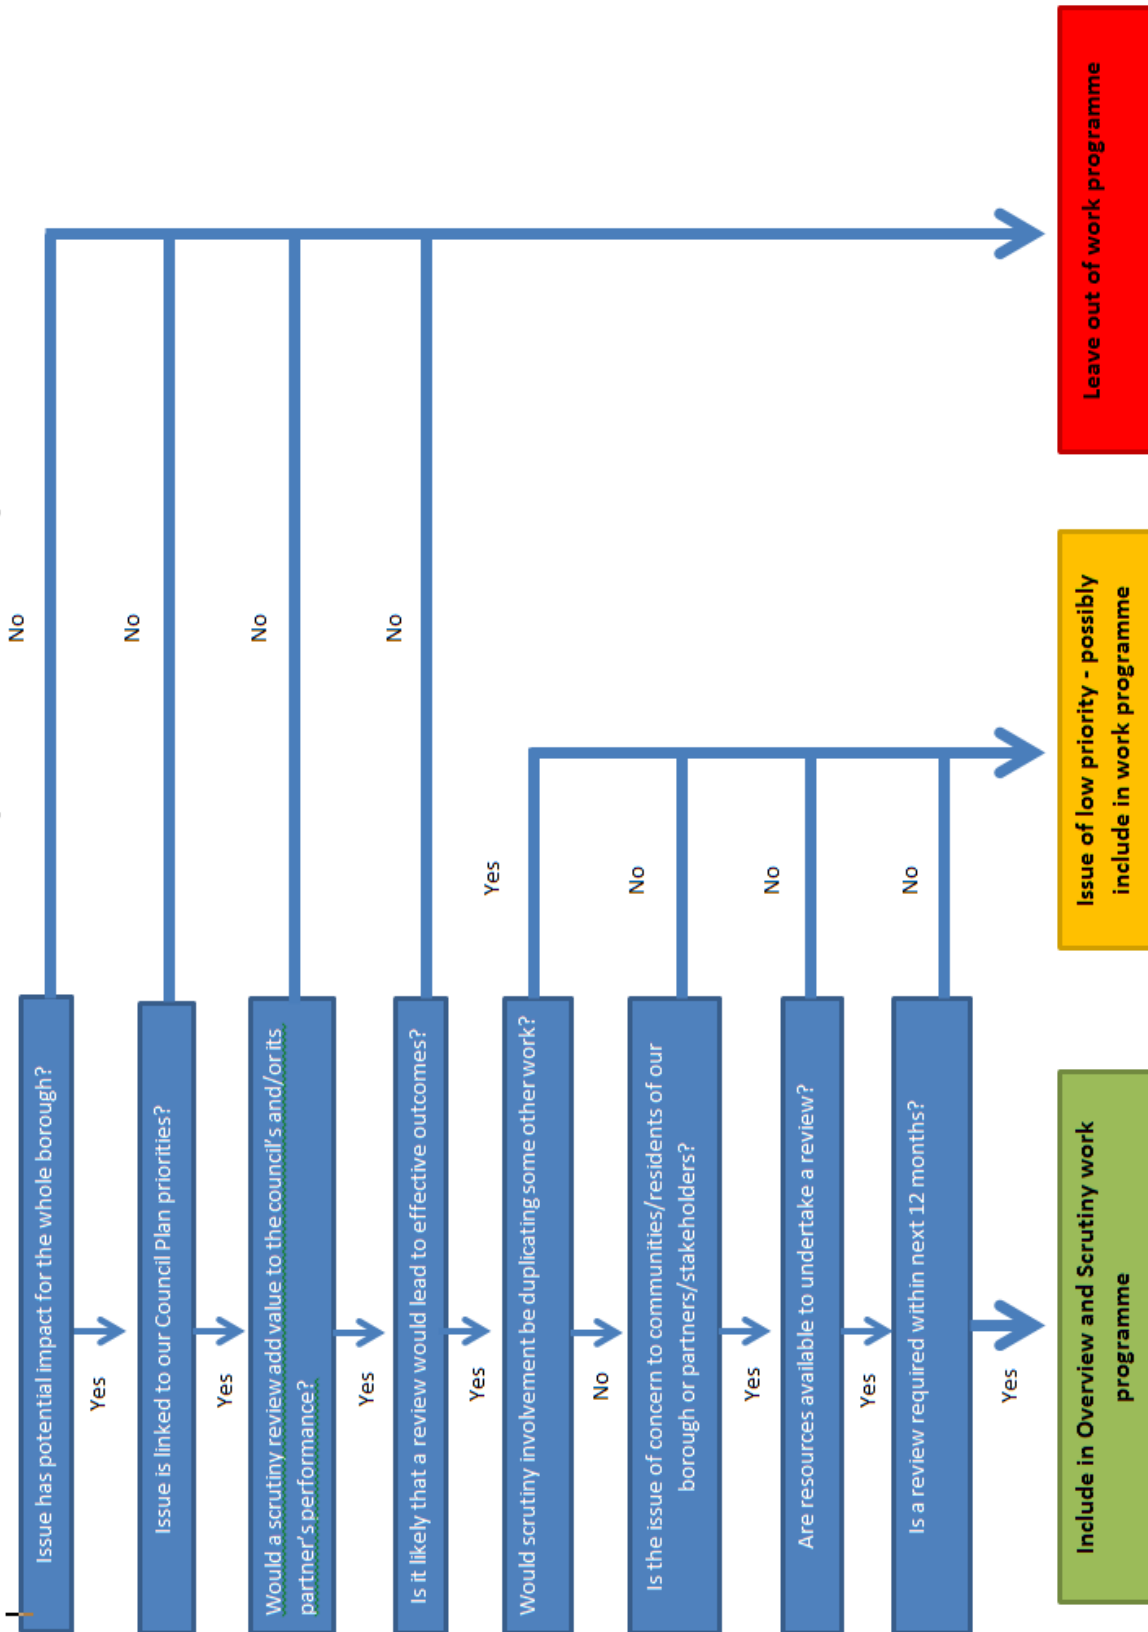 Issue has potential impact for the whole borough?
No
Yes
Issue is linked to our Council Plan priorities?
No
Yes
Would a scrutiny review add value to the council's and/or its
partner's performance?
No
Yes
Is it likely that a review would lead to effective outcomes?
No
Yes
Would scrutiny involvement be duplicating some other work?
Yes
No
Is the issue of concern to communities/residents of our
borough or partners/stakeholders?
No
Yes
Are resources available to undertake a review?
No
Yes
Is a review required within next 12 months?
No
Yes
Include in Overview and Scrutiny work
programme
Issue of low priority - possibly
include in work programme
Leave out of work programme